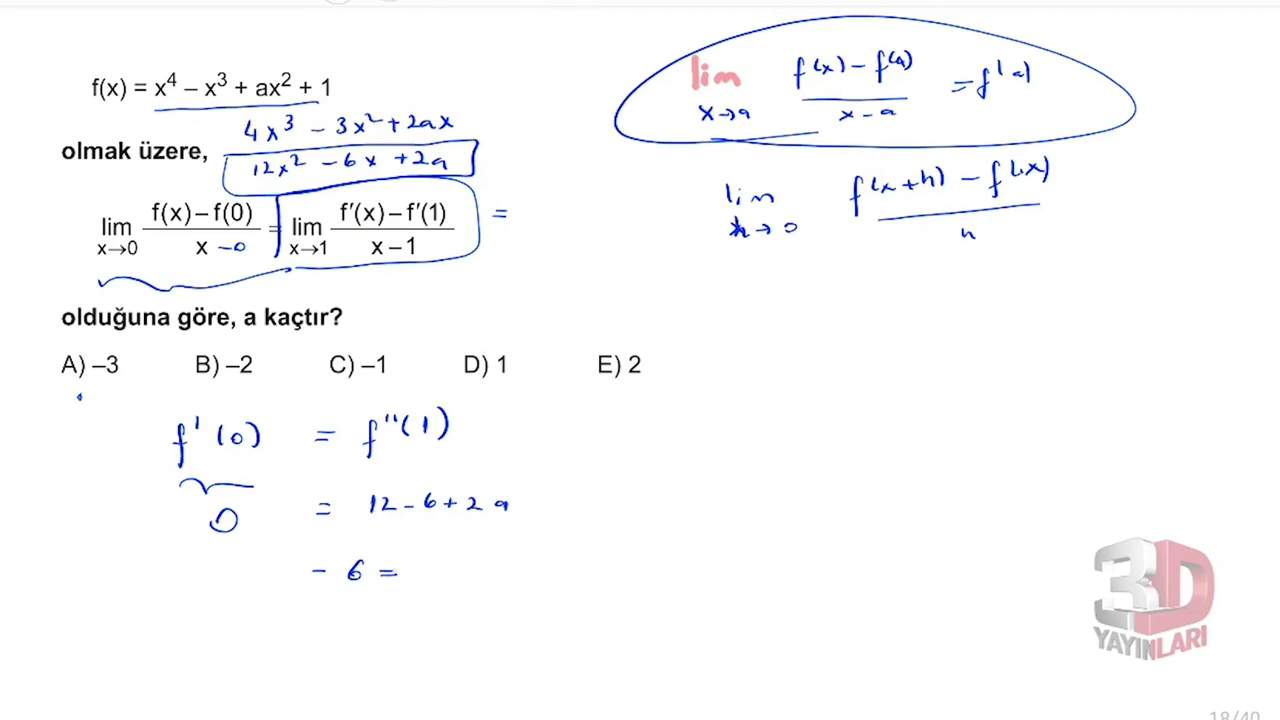 f(x) = x⁴ – x³ + ax² + 1
4x³ – 3x² + 2ax
olmak üzere,
12x² – 6x + 2a
lim x→0 f(x) – f(0) / x –0 = lim x→1 f′(x) – f′(1) / x – 1 =
olduğuna göre, a kaçtır?
A) –3 B) –2 C) –1 D) 1 E) 2
f'(0) = f''(1)
0 = 12 – 6 + 2a
– 6 =
lim x→a f(x) – f(a) / x – a = f'(a)
lim h→0 f(x+h) – f(x) / h
3D
YAYINLARI
18/40